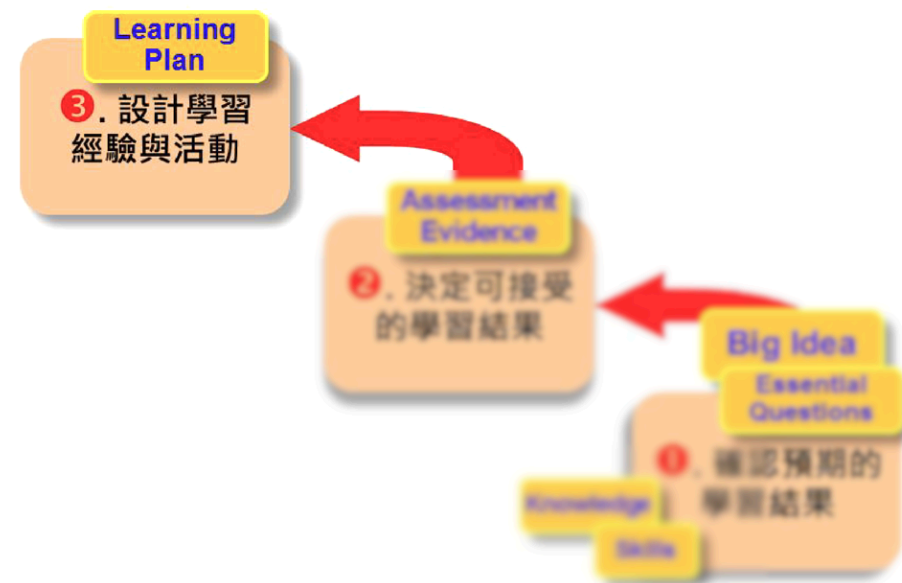 Learning
Plan
❸. 設計學習
經驗與活動
Assessment
Evidence
❷. 決定可接受
的學習結果
Big Idea
Essential
Questions
❶. 確認預期的
學習結果
Knowledge
Skills